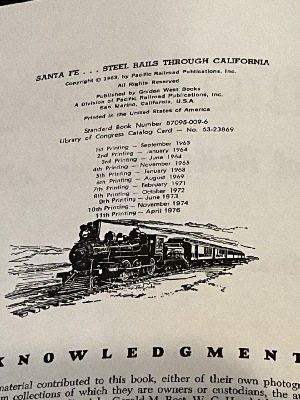 SANTA FE . . . STEEL RAILS THROUGH CALIFORNIA
Copyright © 1963, by Pacific Railroad Publications, Inc.
All Rights Reserved
Published by Golden West Books
A Division of Pacific Railroad Publications, Inc.
San Marino, California, U.S.A.
Printed in the United States of America
Standard Book Number 87095-009-6
Library of Congress Catalog Card — No. 63-23869
1st Printing — September 1963
2nd Printing — January 1964
3rd Printing — June 1964
4th Printing — November 1965
5th Printing — January 1968
6th Printing — August 1969
7th Printing — February 1971
8th Printing — October 1972
9th Printing — June 1973
10th Printing — November 1974
11th Printing — April 1976
KNOWLEDGMENT
material contributed to this book, either of their own photog
m collections of which they are owners or custodians, the au
Gerald M. Best, W. C.